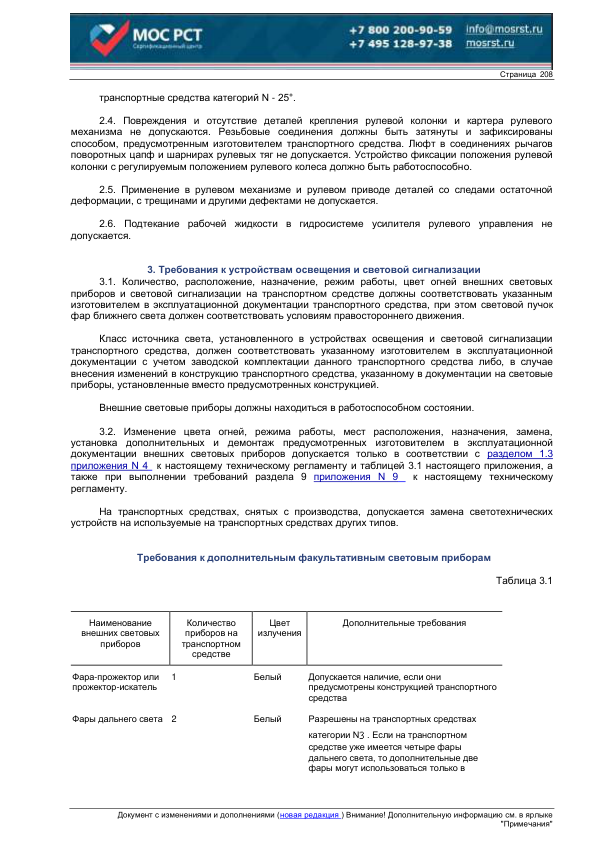 МОС РСТ
Сертификационный центр
+7 800 200-90-59 info@mosrst.ru
+7 495 128-97-38 mosrst.ru
Страница 208
транспортные средства категорий N - 25°.
2.4. Повреждения и отсутствие деталей крепления рулевой колонки и картера рулевого
механизма не допускаются. Резьбовые соединения должны быть затянуты и зафиксированы
способом, предусмотренным изготовителем транспортного средства. Люфт в соединениях рычагов
поворотных цапф и шарнирах рулевых тяг не допускается. Устройство фиксации положения рулевой
колонки с регулируемым положением рулевого колеса должно быть работоспособно.
2.5. Применение в рулевом механизме и рулевом приводе деталей со следами остаточной
деформации, с трещинами и другими дефектами не допускается.
2.6. Подтекание рабочей жидкости в гидросистеме усилителя рулевого управления не
допускается.
3. Требования к устройствам освещения и световой сигнализации
3.1. Количество, расположение, назначение, режим работы, цвет огней внешних световых
приборов и световой сигнализации на транспортном средстве должны соответствовать указанным
изготовителем в эксплуатационной документации транспортного средства, при этом световой пучок
фар ближнего света должен соответствовать условиям правостороннего движения.
Класс источника света, установленного в устройствах освещения и световой сигнализации
транспортного средства, должен соответствовать указанному изготовителем в эксплуатационной
документации с учетом заводской комплектации данного транспортного средства либо, в случае
внесения изменений в конструкцию транспортного средства, указанному в документации на световые
приборы, установленные вместо предусмотренных конструкцией.
Внешние световые приборы должны находиться в работоспособном состоянии.
3.2. Изменение цвета огней, режима работы, мест расположения, назначения, замена,
установка дополнительных и демонтаж предусмотренных изготовителем в эксплуатационной
документации внешних световых приборов допускается только в соответствии с разделом 1.3
приложения N 4 к настоящему техническому регламенту и таблицей 3.1 настоящего приложения, а
также при выполнении требований раздела 9 приложения N 9 к настоящему техническому
регламенту.
На транспортных средствах, снятых с производства, допускается замена светотехнических
устройств на используемые на транспортных средствах других типов.
Требования к дополнительным факультативным световым приборам
Таблица 3.1
Наименование Количество Цвет Дополнительные требования
внешних световых приборов на излучения
приборов транспортном
средстве
Фара-прожектор или 1 Белый Допускается наличие, если они
прожектор-искатель предусмотрены конструкцией транспортного
средства
Фары дальнего света 2 Белый Разрешены на транспортных средствах
категории N3 . Если на транспортном
средстве уже имеется четыре фары
дальнего света, то дополнительные две
фары могут использоваться только в
Документ с изменениями и дополнениями (новая редакция ) Внимание! Дополнительную информацию см. в ярлыке
"Примечания"